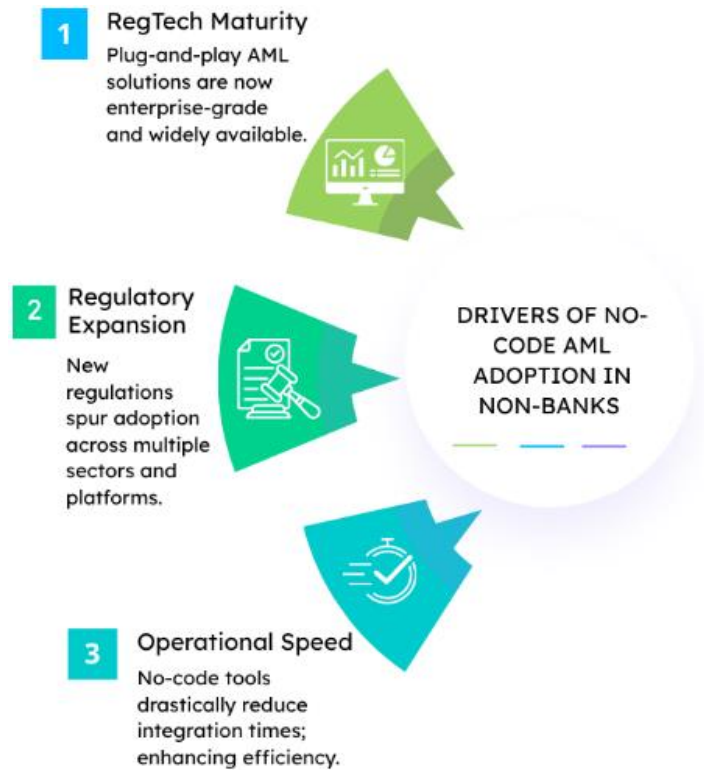 1
RegTech Maturity
Plug-and-play AML
solutions are now
enterprise-grade
and widely available.
2
Regulatory
Expansion
New
regulations
spur adoption
across multiple
sectors and
platforms.
3
Operational Speed
No-code tools
drastically reduce
integration times;
enhancing efficiency.
DRIVERS OF NO-
CODE AML
ADOPTION IN
NON-BANKS